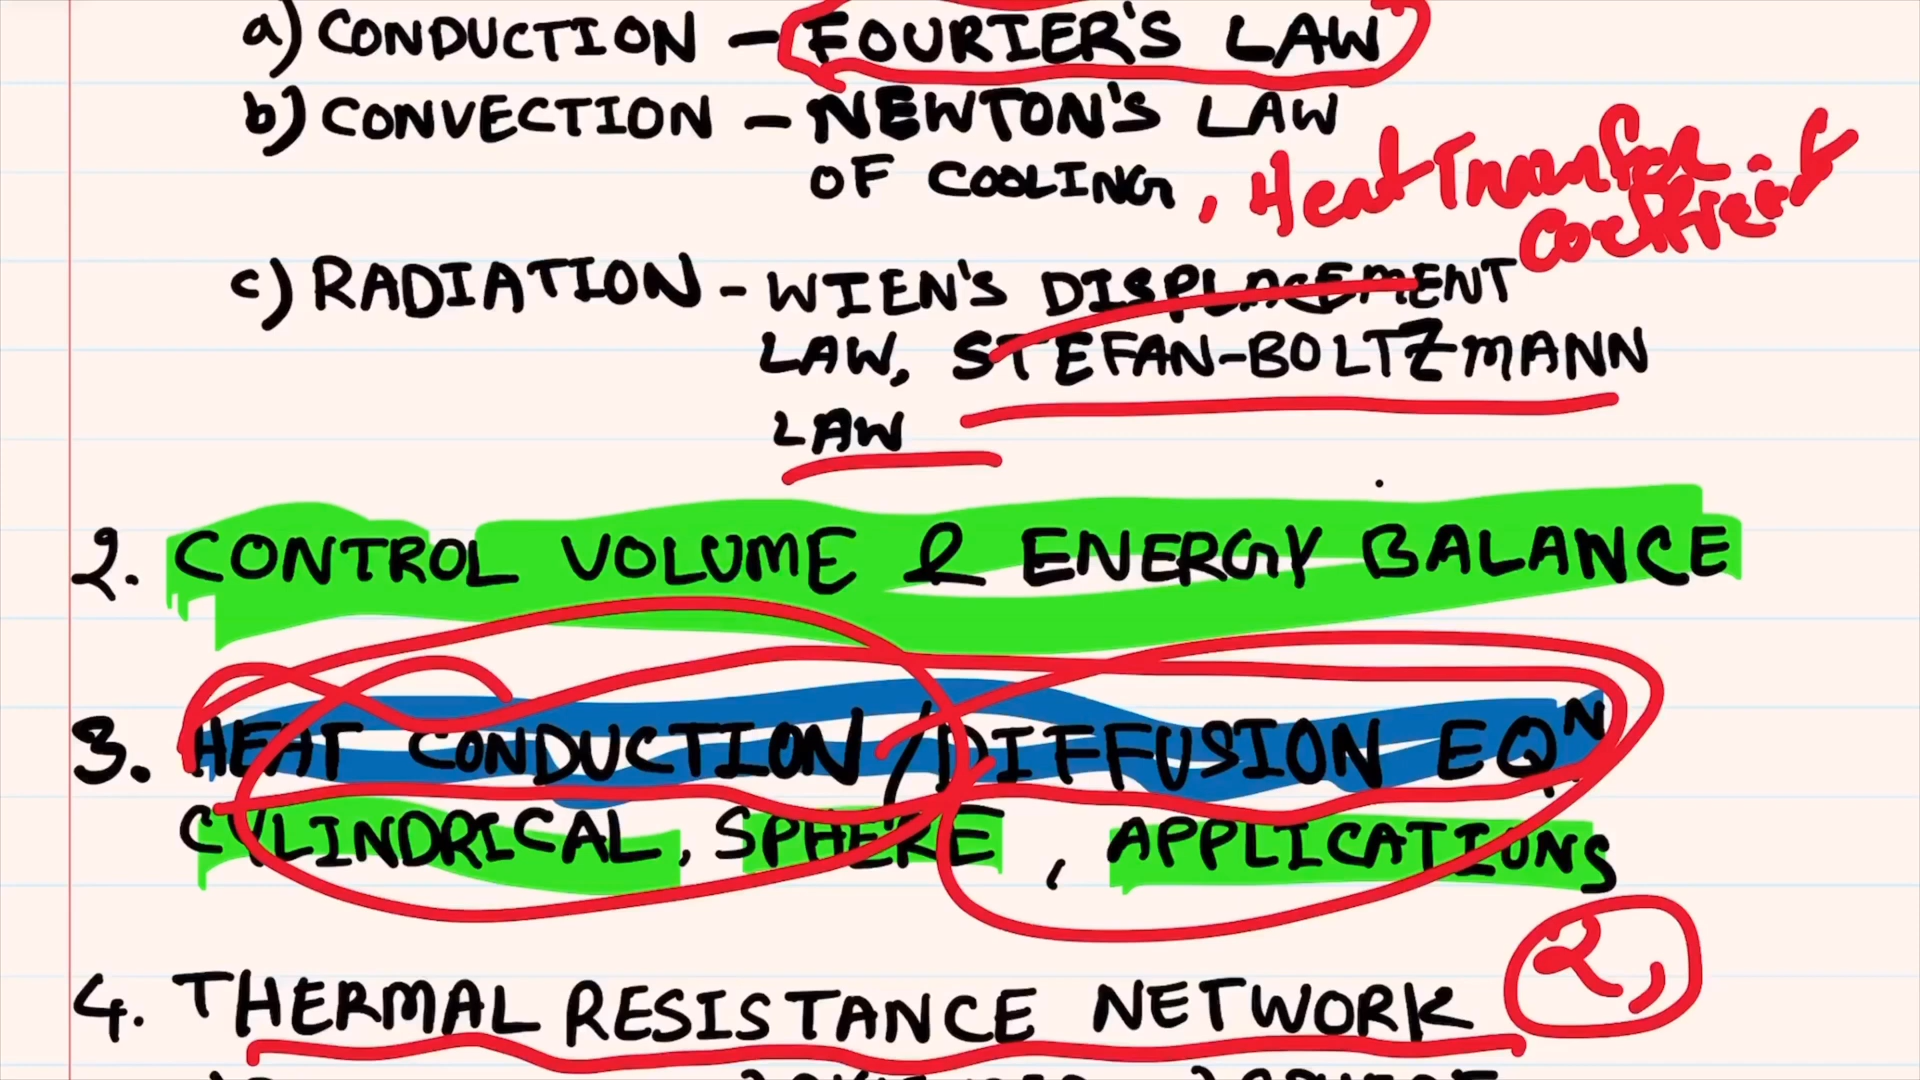 a) CONDUCTION - FOURIER'S LAW
b) CONVECTION - NEWTON'S LAW
OF COOLING, Heat Transfer
Coefficient
c) RADIATION - WIEN'S DISPLACEMENT
LAW, STEFAN-BOLTZMANN
LAW
2. CONTROL VOLUME & ENERGY BALANCE
3. HEAT CONDUCTION / DIFFUSION EQN
CYLINDRICAL, SPHERE, APPLICATIONS
4. THERMAL RESISTANCE NETWORK 2,